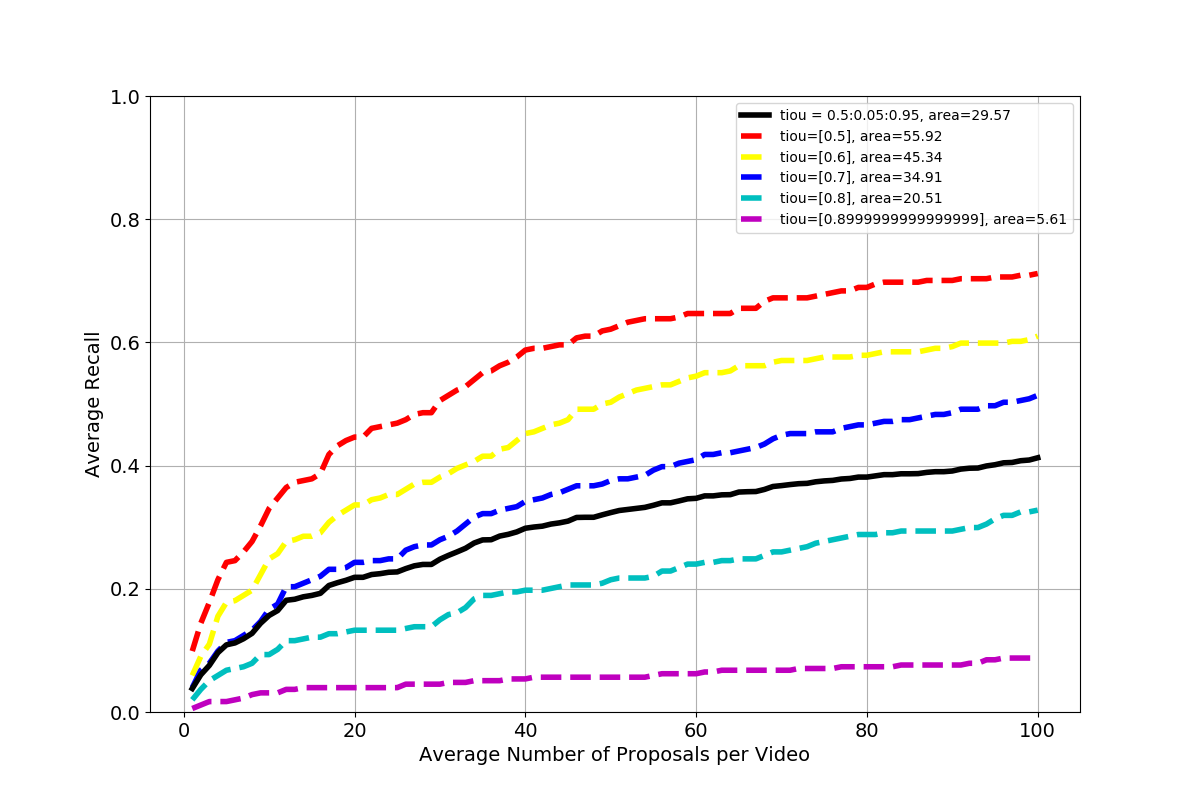 1.0
0.8
0.6
0.4
0.2
0.0
Average Recall
tiou = 0.5:0.05:0.95, area=29.57
tiou=[0.5], area=55.92
tiou=[0.6], area=45.34
tiou=[0.7], area=34.91
tiou=[0.8], area=20.51
tiou=[0.8999999999999999], area=5.61
0 20 40 60 80 100
Average Number of Proposals per Video